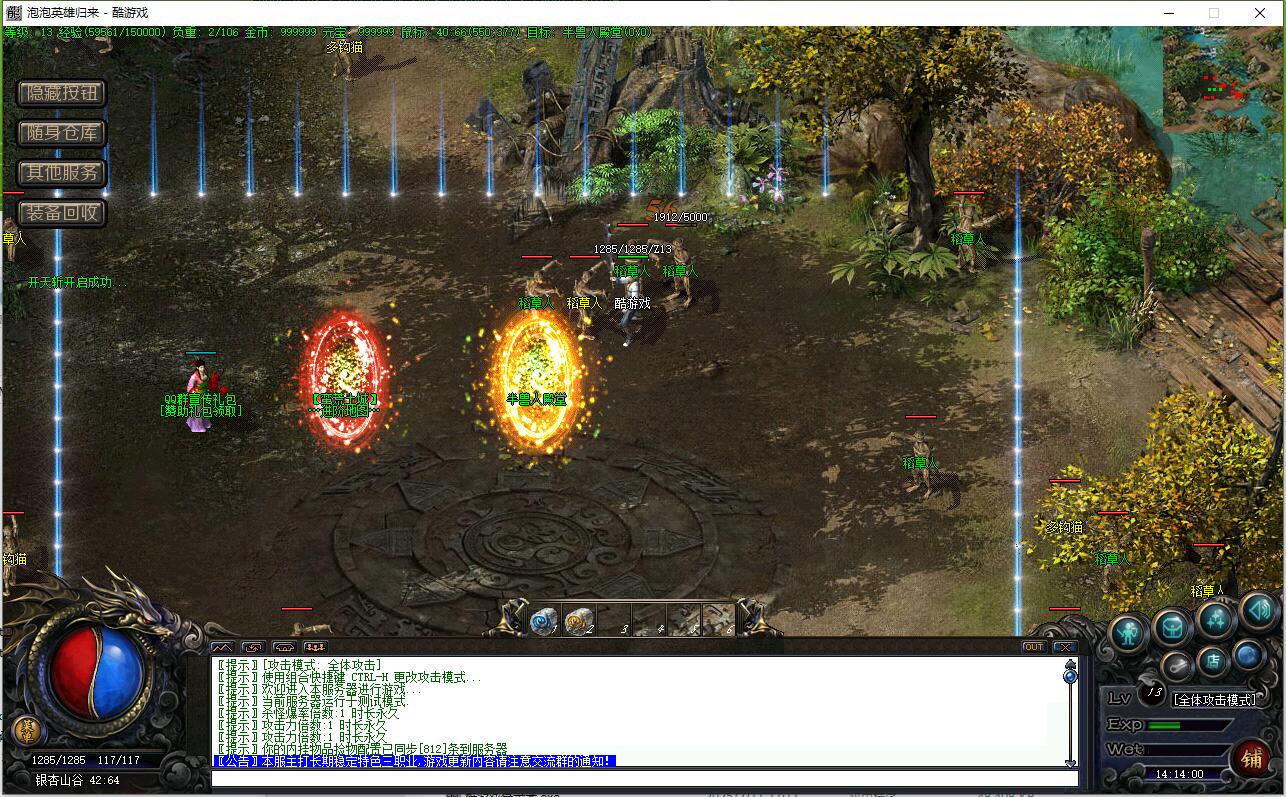 泡泡英雄归来 - 酷游戏
等级: 13 经验(59561/150000) 负重: 2/106 金币: 999999 元宝: 999999 鼠标: 40:66(550:377) 目标: 半兽人殿堂(0/0)
多钩猫
隐藏按钮
随身仓库
其他服务
装备回收
56
1912/5000
草人
稻草人
1285/1285/Z13
稻草人
稻草人
开天斩开启成功...
稻草人
稻草人
酷游戏
QQ群宣传礼包
[赞助礼包领取]
【蛮荒土城】
…进阶地图…
半兽人殿堂
稻草人
多钩猫
钩猫
稻草人
稻草人
1
2
3
4
5
6
OUT
〖提示〗[攻击模式: 全体攻击]
〖提示〗使用组合快捷键 CTRL-H 更改攻击模式...
〖提示〗欢迎进入本服务器进行游戏...
〖提示〗当前服务器运行于测试模式.
〖提示〗杀怪爆率倍数:1 时长永久
〖提示〗攻击力倍数:1 时长永久
〖提示〗攻击力倍数:1 时长永久
〖提示〗你的内挂物品捡物配置已同步[812]条到服务器
〖公告〗本服主打长期稳定特色三职业,游戏更新内容请注意交流群的通知!
英雄
1285/1285 117/117
银杏山谷 42:64
店
Lv 13 [全体攻击模式]
Exp
Wet
铺
14:14:00